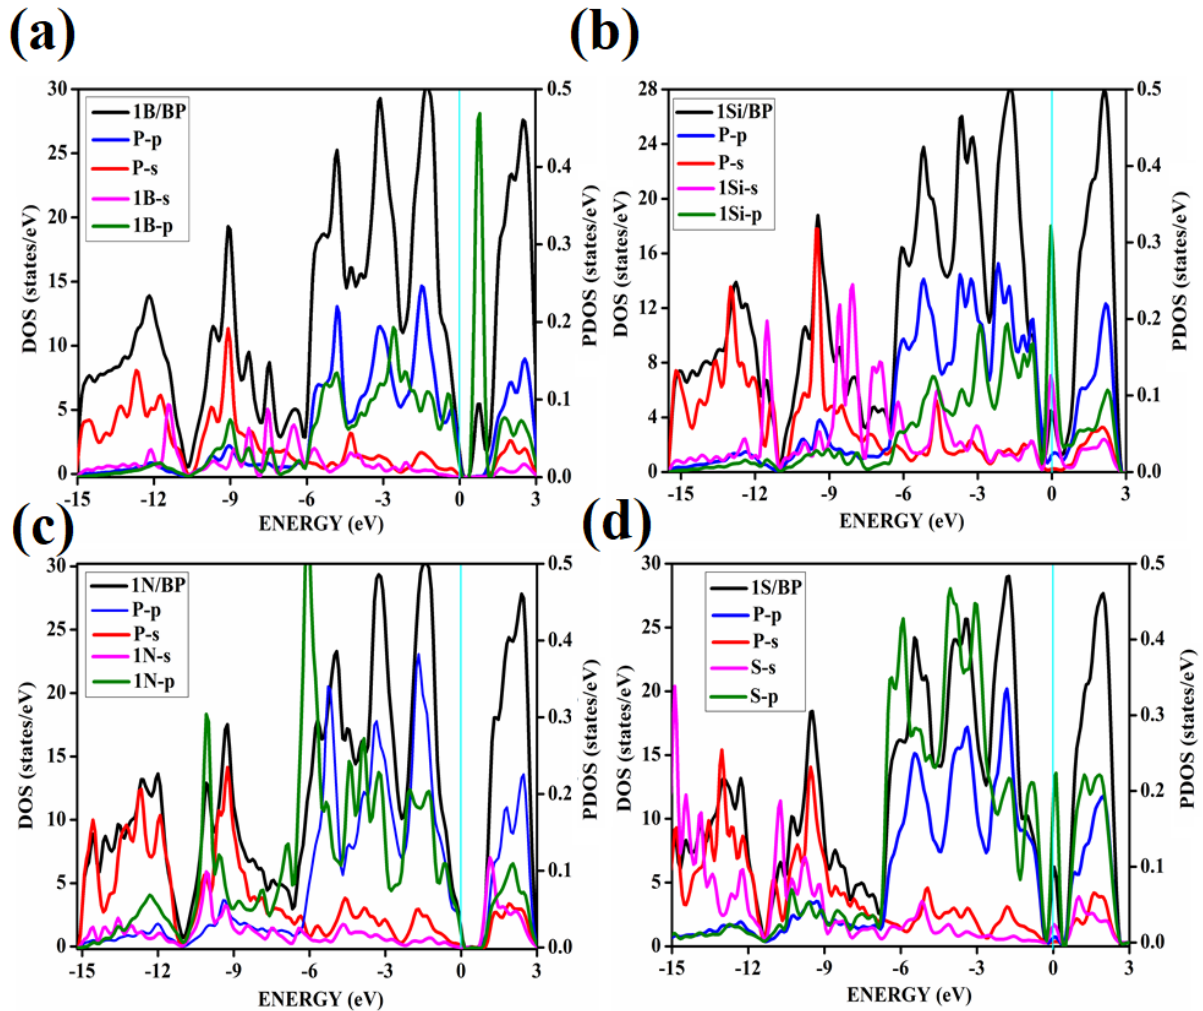 (a)
30
25
20
15
10
5
0
DOS (states/eV)
1B/BP
P-p
P-s
1B-s
1B-p
0.5
0.4
0.3
0.2
0.1
0.0
PDOS (states/eV)
-15 -12 -9 -6 -3 0 3
ENERGY (eV)
(b)
28
24
20
16
12
8
4
0
DOS (states/eV)
1Si/BP
P-p
P-s
1Si-s
1Si-p
0.5
0.4
0.3
0.2
0.1
0.0
PDOS (states/eV)
-15 -12 -9 -6 -3 0 3
ENERGY (eV)
(c)
30
25
20
15
10
5
0
DOS (states/eV)
1N/BP
P-p
P-s
1N-s
1N-p
0.5
0.4
0.3
0.2
0.1
0.0
PDOS (states/eV)
-15 -12 -9 -6 -3 0 3
ENERGY (eV)
(d)
30
25
20
15
10
5
0
DOS (states/eV)
1S/BP
P-p
P-s
S-s
S-p
0.5
0.4
0.3
0.2
0.1
0.0
PDOS (states/eV)
-15 -12 -9 -6 -3 0 3
ENERGY (eV)